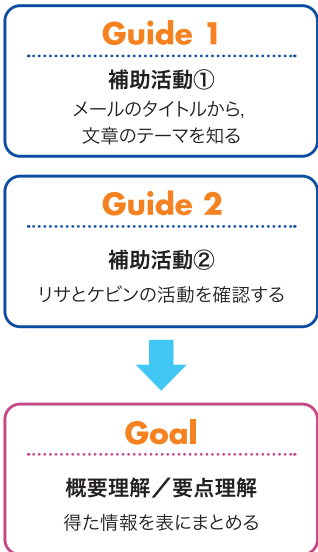 Guide 1
補助活動①
メールのタイトルから,
文章のテーマを知る
Guide 2
補助活動②
リサとケビンの活動を確認する
Goal
概要理解/要点理解
得た情報を表にまとめる